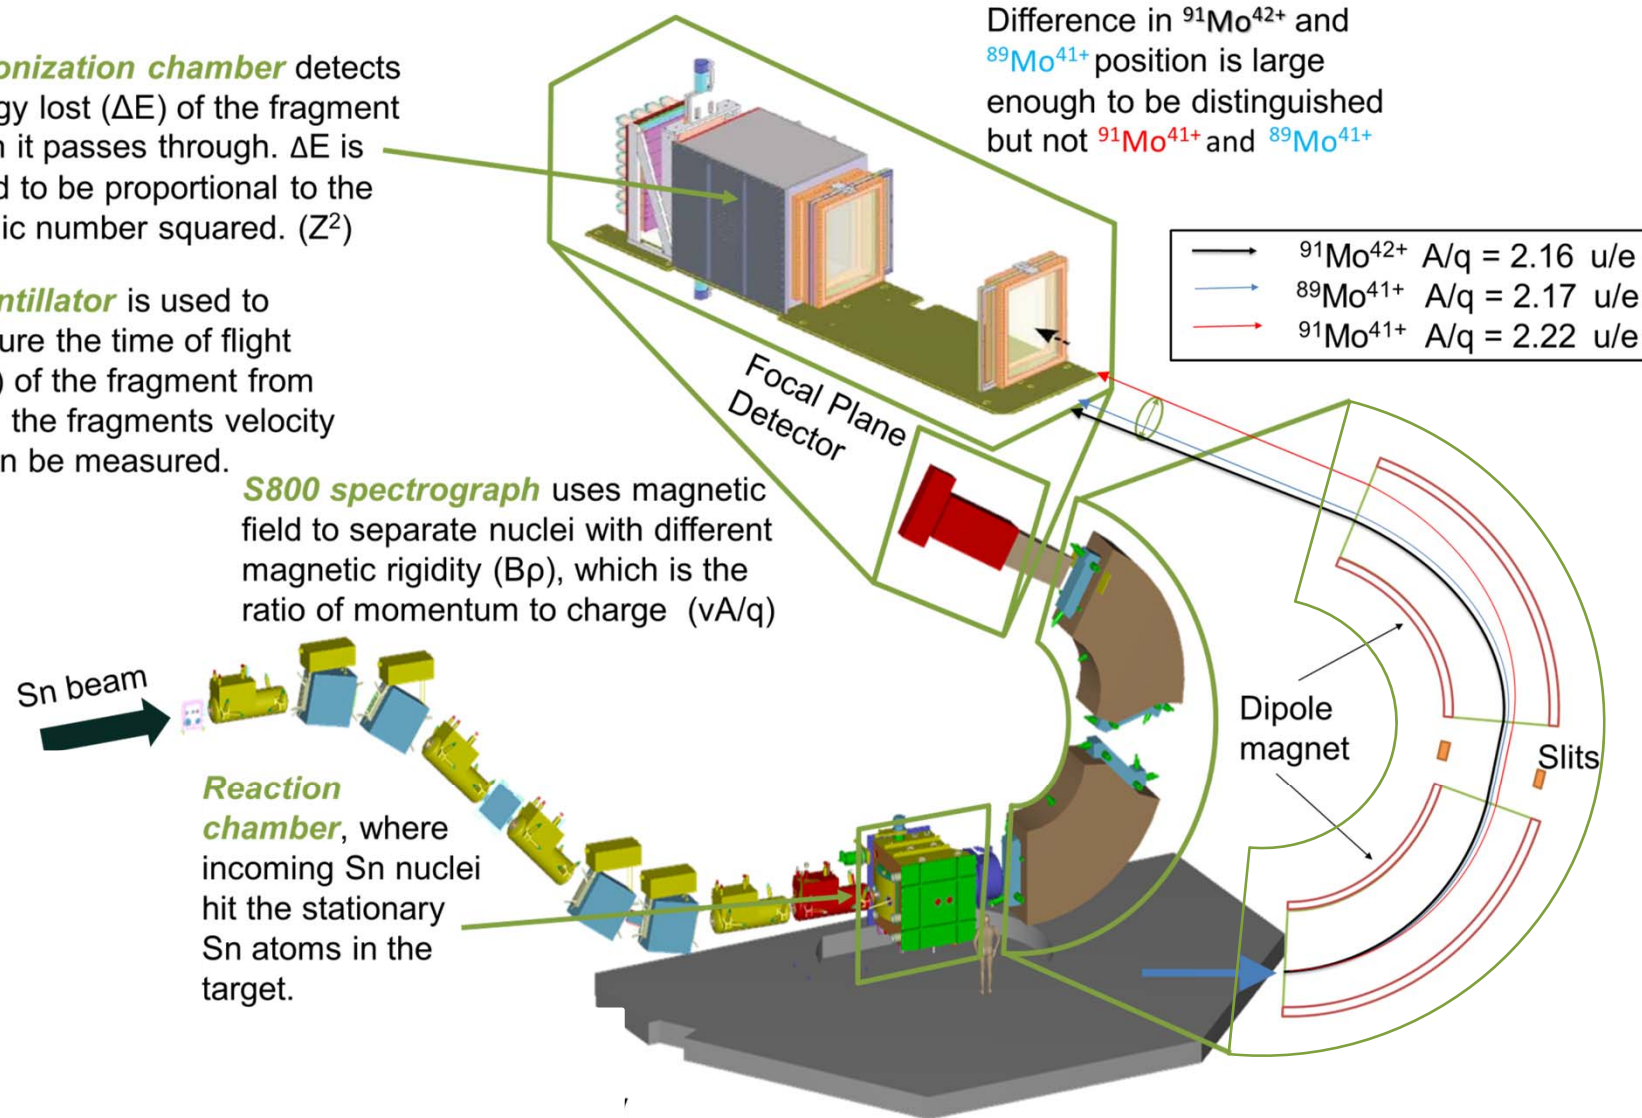 onization chamber detects
gy lost (ΔE) of the fragment
n it passes through. ΔE is
d to be proportional to the
ic number squared. (Z²)
ntillator is used to
ure the time of flight
) of the fragment from
the fragments velocity
n be measured.
S800 spectrograph uses magnetic
field to separate nuclei with different
magnetic rigidity (Bρ), which is the
ratio of momentum to charge (vA/q)
Sn beam
Reaction
chamber, where
incoming Sn nuclei
hit the stationary
Sn atoms in the
target.
Focal Plane
Detector
Difference in ⁹¹Mo⁴²⁺ and
⁸⁹Mo⁴¹⁺ position is large
enough to be distinguished
but not ⁹¹Mo⁴¹⁺ and ⁸⁹Mo⁴¹⁺
⁹¹Mo⁴²⁺ A/q = 2.16 u/e
⁸⁹Mo⁴¹⁺ A/q = 2.17 u/e
⁹¹Mo⁴¹⁺ A/q = 2.22 u/e
Dipole
magnet
Slits